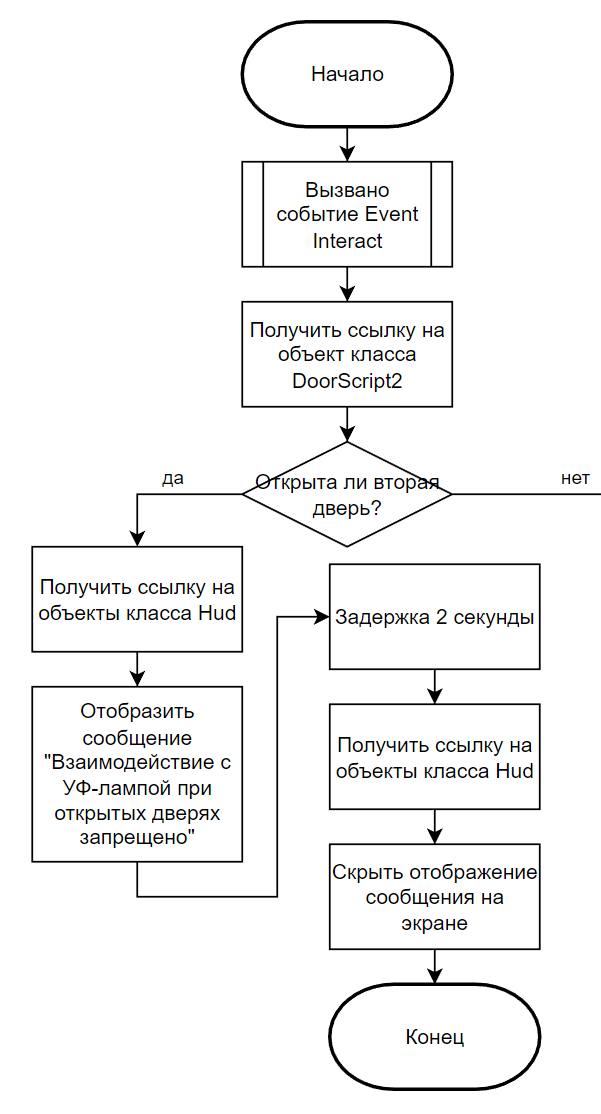 Начало
Вызвано
событие Event
Interact
Получить ссылку на
объект класса
DoorScript2
Открыта ли вторая
дверь?
да
нет
Получить ссылку на
объекты класса Hud
Отобразить
сообщение
"Взаимодействие с
УФ-лампой при
открытых дверях
запрещено"
Задержка 2 секунды
Получить ссылку на
объекты класса Hud
Скрыть отображение
сообщения на
экране
Конец